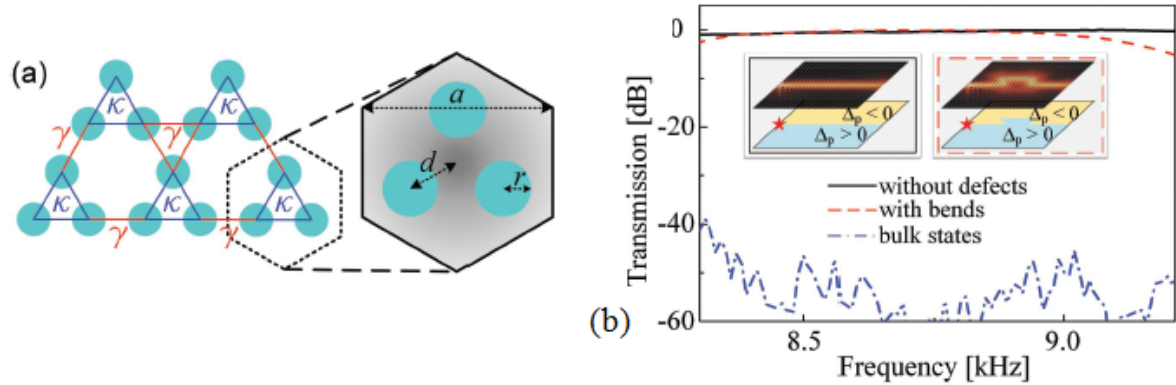 (a)
κ
κ
γ
γ
κ
κ
κ
γ
γ
a
d
r
(b)
Transmission [dB]
0
-20
-40
-60
Δp < 0
Δp > 0
Δp < 0
Δp > 0
without defects
with bends
bulk states
8.5
9.0
Frequency [kHz]